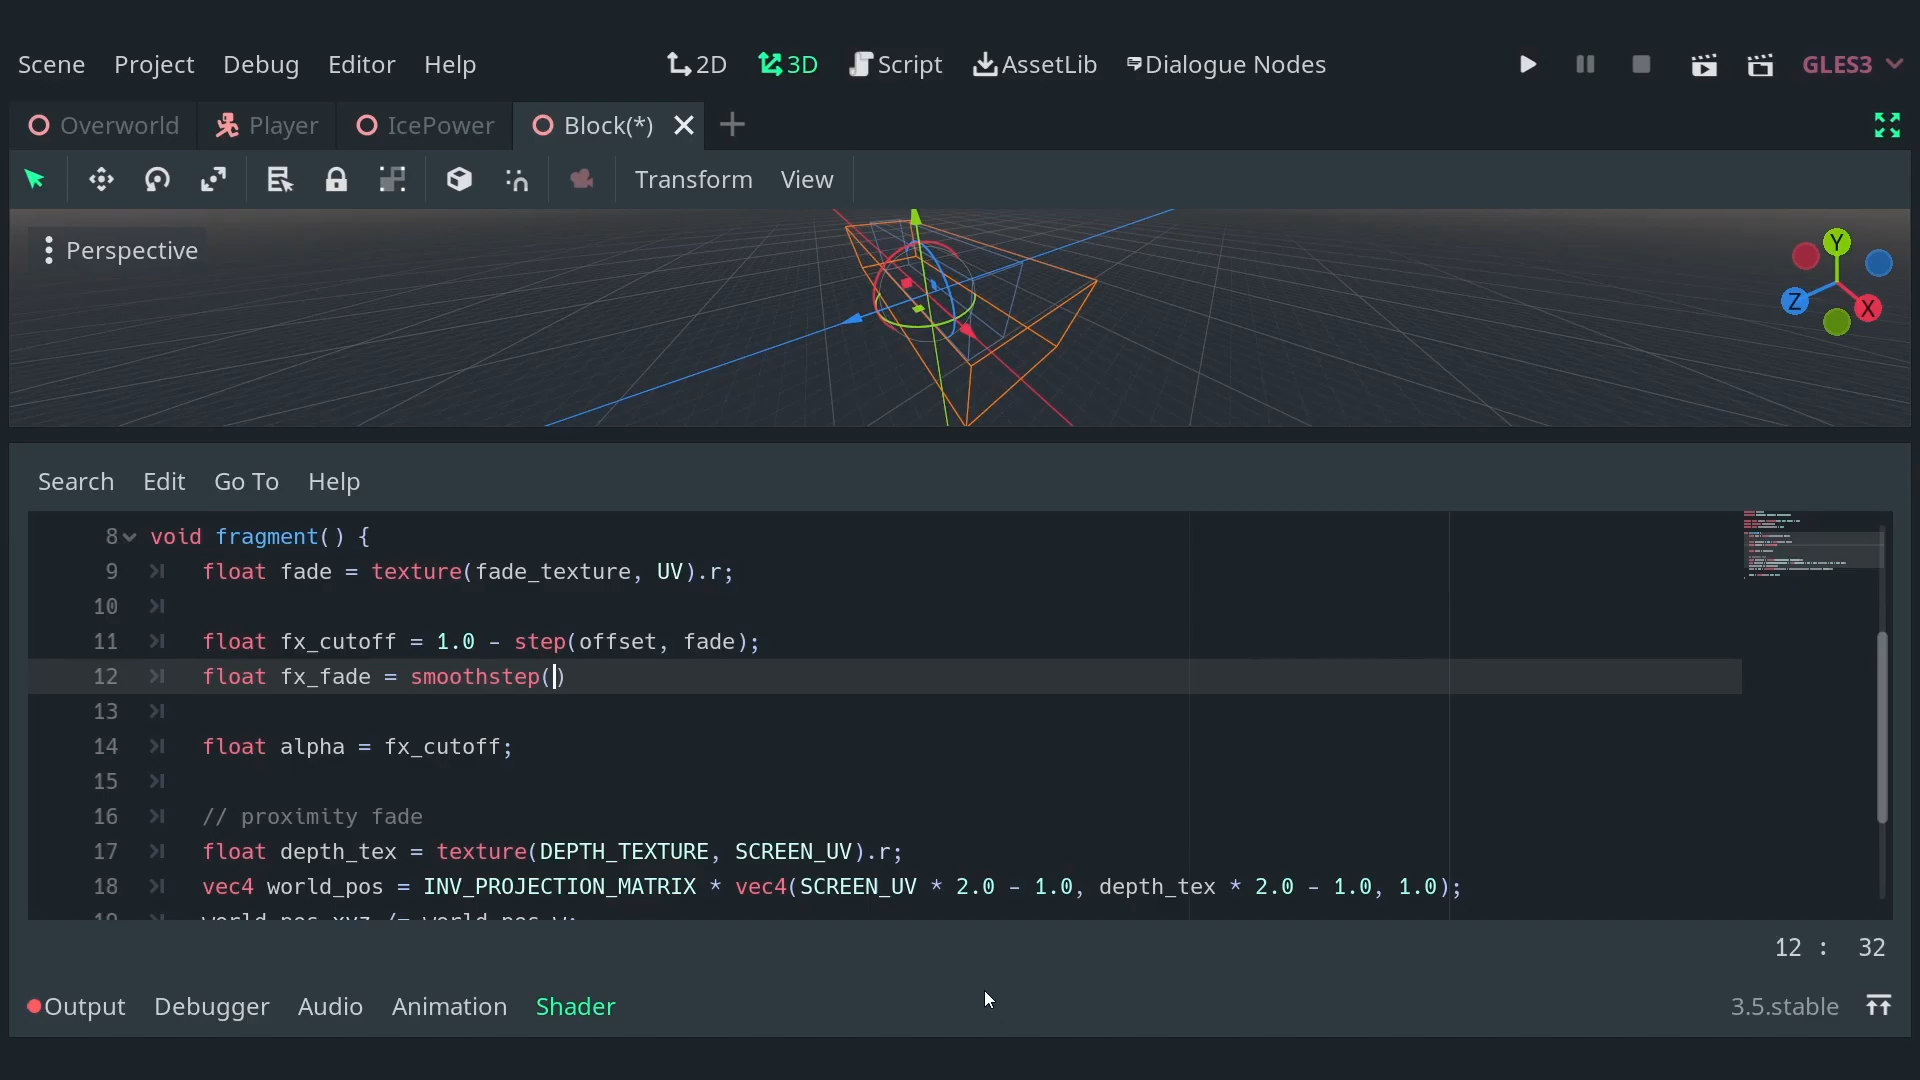 Scene Project Debug Editor Help 2D 3D Script AssetLib Dialogue Nodes GLES3
Overworld Player IcePower Block(*)
Transform View
Perspective
Y
Z
X
Search Edit Go To Help
8 void fragment() {
9 float fade = texture(fade_texture, UV).r;
10
11 float fx_cutoff = 1.0 - step(offset, fade);
12 float fx_fade = smoothstep()
13
14 float alpha = fx_cutoff;
15
16 // proximity fade
17 float depth_tex = texture(DEPTH_TEXTURE, SCREEN_UV).r;
18 vec4 world_pos = INV_PROJECTION_MATRIX * vec4(SCREEN_UV * 2.0 - 1.0, depth_tex * 2.0 - 1.0, 1.0);
19 world_pos.xyz /= world_pos.w;
12 : 32
Output Debugger Audio Animation Shader 3.5.stable